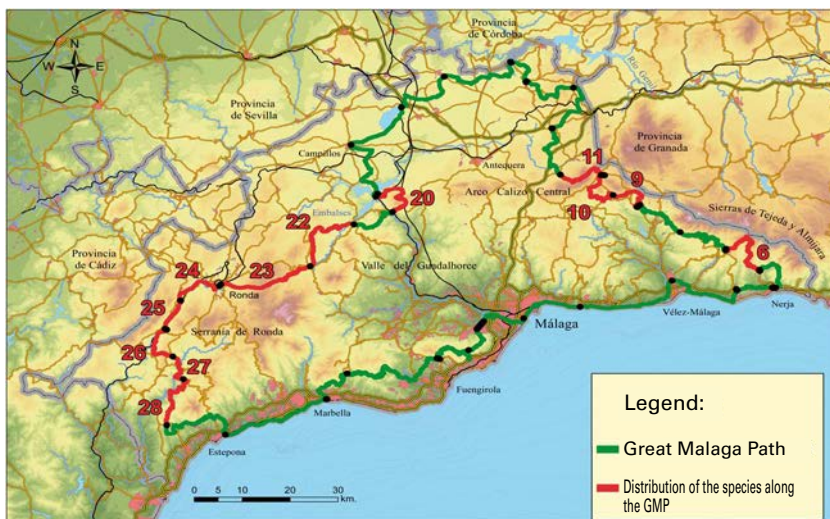 N
W E
S
Provincia
de Córdoba
Río Genil
Provincia
de Sevilla
Provincia
de Granada
Campillos
Antequera
11
9
Arco Calizo Central
10
20
Embalses
22
Sierras de Tejeda y Almijara
6
Provincia
de Cádiz
24
23
Valle del Guadalhorce
Ronda
25
Serranía de Ronda
Málaga
Vélez-Málaga
Nerja
26
27
28
Fuengirola
Marbella
Estepona
0 5 10 20 30
km.
Legend:
Great Malaga Path
Distribution of the species along
the GMP